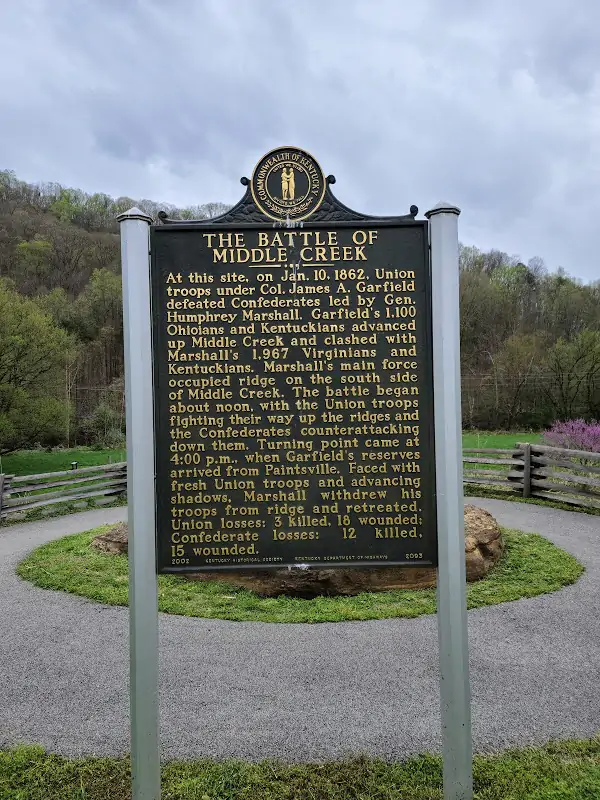 COMMONWEALTH OF KENTUCKY
THE BATTLE OF
MIDDLE CREEK
At this site, on Jan. 10, 1862, Union
troops under Col. James A. Garfield
defeated Confederates led by Gen.
Humphrey Marshall. Garfield's 1,100
Ohioians and Kentuckians advanced
up Middle Creek and clashed with
Marshall's 1,967 Virginians and
Kentuckians. Marshall's main force
occupied ridge on the south side
of Middle Creek. The battle began
about noon, with the Union troops
fighting their way up the ridges and
the Confederates counterattacking
down them. Turning point came at
4:00 p.m., when Garfield's reserves
arrived from Paintsville. Faced with
fresh Union troops and advancing
shadows, Marshall withdrew his
troops from ridge and retreated.
Union losses: 3 killed, 18 wounded;
Confederate losses: 12 killed,
15 wounded.
2002 KENTUCKY HISTORICAL SOCIETY KENTUCKY DEPARTMENT OF HIGHWAYS 2093